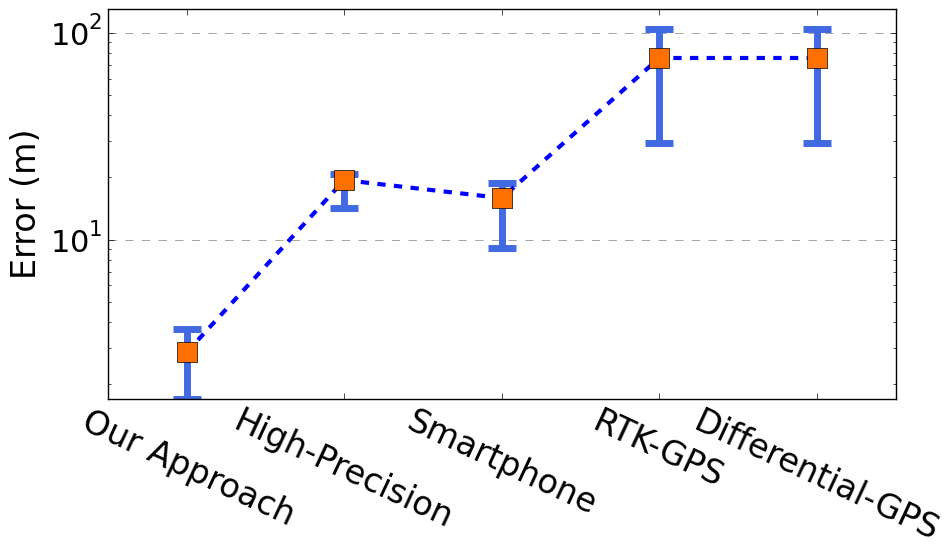 10²
10¹
Error (m)
Our Approach
High-Precision
Smartphone
RTK-GPS
Differential-GPS